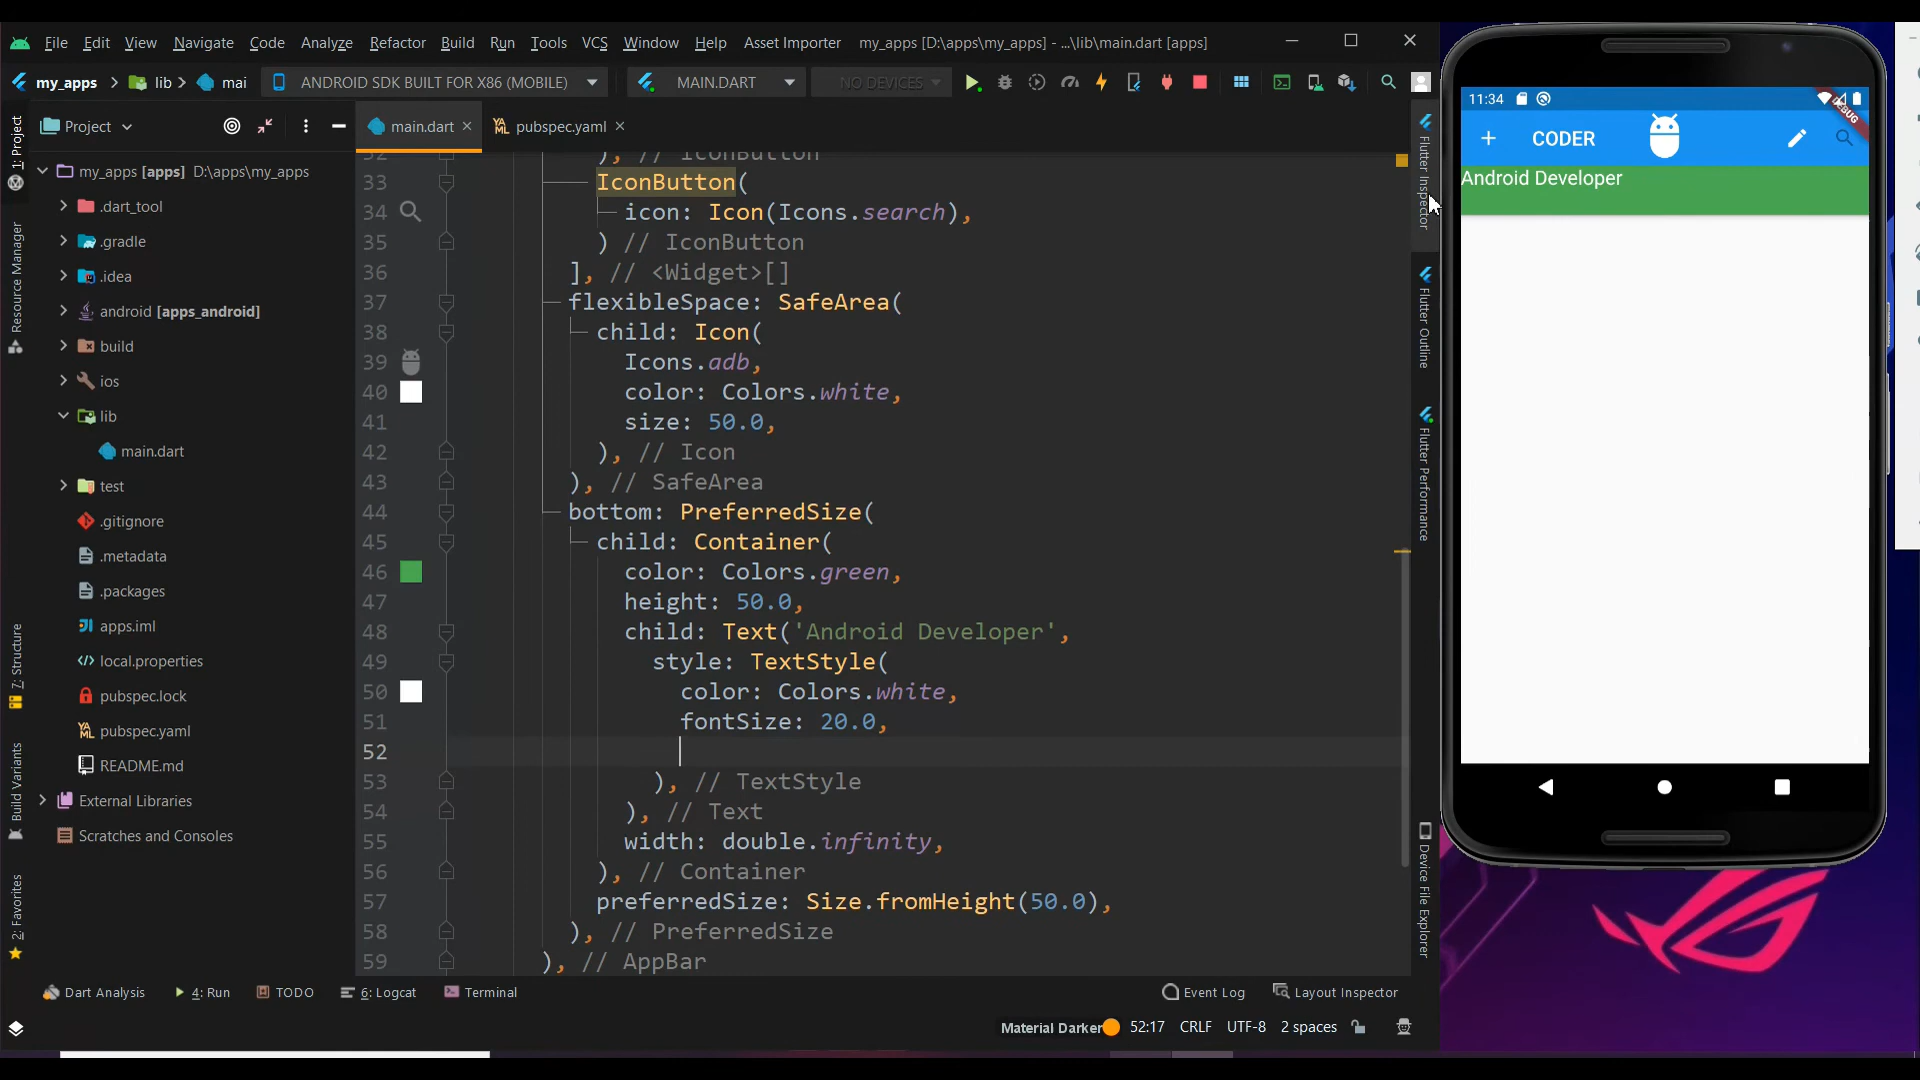 File Edit View Navigate Code Analyze Refactor Build Run Tools VCS Window Help Asset Importer my_apps [D:\apps\my_apps] - ...\lib\main.dart [apps]
my_apps lib mai ANDROID SDK BUILT FOR X86 (MOBILE) MAIN.DART NO DEVICES
Project
main.dart pubspec.yaml
my_apps [apps] D:\apps\my_apps
.dart_tool
.gradle
.idea
android [apps_android]
build
ios
lib
main.dart
test
.gitignore
.metadata
.packages
apps.iml
local.properties
pubspec.lock
pubspec.yaml
README.md
External Libraries
Scratches and Consoles
1: Project
Resource Manager
7: Structure
Build Variants
2: Favorites
32 ), // IconButton
33 IconButton(
34 icon: Icon(Icons.search),
35 ) // IconButton
36 ], // <Widget>[]
37 flexibleSpace: SafeArea(
38 child: Icon(
39 Icons.adb,
40 color: Colors.white,
41 size: 50.0,
42 ), // Icon
43 ), // SafeArea
44 bottom: PreferredSize(
45 child: Container(
46 color: Colors.green,
47 height: 50.0,
48 child: Text('Android Developer',
49 style: TextStyle(
50 color: Colors.white,
51 fontSize: 20.0,
52
53 ), // TextStyle
54 ), // Text
55 width: double.infinity,
56 ), // Container
57 preferredSize: Size.fromHeight(50.0),
58 ), // PreferredSize
59 ), // AppBar
Flutter Inspector
Flutter Outline
Flutter Performance
Device File Explorer
11:34
DEBUG
CODER
Android Developer
Dart Analysis 4: Run TODO 6: Logcat Terminal Event Log Layout Inspector
Material Darker 52:17 CRLF UTF-8 2 spaces